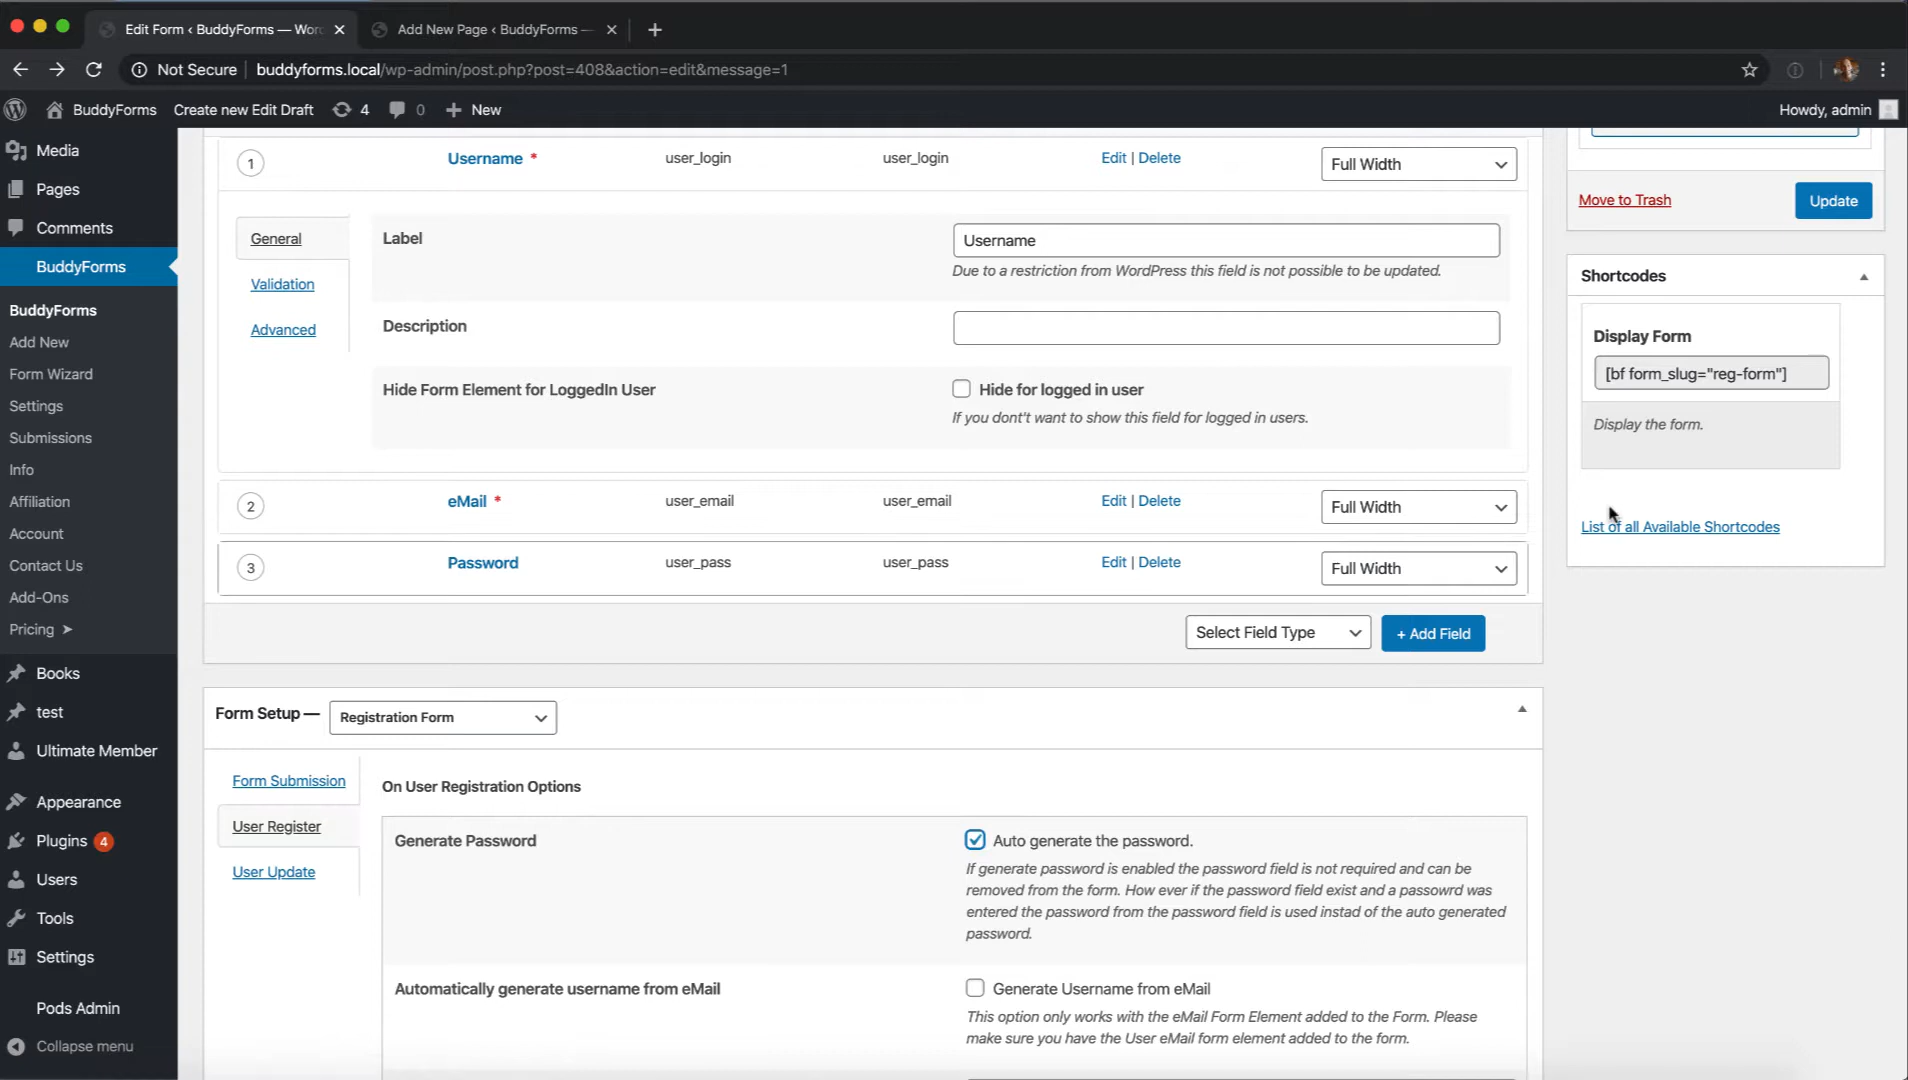 Edit Form ‹ BuddyForms — Wor
Add New Page ‹ BuddyForms —
Not Secure
buddyforms.local/wp-admin/post.php?post=408&action=edit&message=1
BuddyForms
Create new Edit Draft
4
0
New
Howdy, admin
Media
Pages
Comments
BuddyForms
BuddyForms
Add New
Form Wizard
Settings
Submissions
Info
Affiliation
Account
Contact Us
Add-Ons
Pricing ➤
Books
test
Ultimate Member
Appearance
Plugins 4
Users
Tools
Settings
Pods Admin
Collapse menu
1 Username * user_login user_login Edit | Delete Full Width
General
Validation
Advanced
Label Username
Due to a restriction from WordPress this field is not possible to be updated.
Description
Hide Form Element for LoggedIn User Hide for logged in user
If you don't want to show this field for logged in users.
2 eMail * user_email user_email Edit | Delete Full Width
3 Password user_pass user_pass Edit | Delete Full Width
Select Field Type + Add Field
Form Setup — Registration Form
Form Submission
User Register
User Update
On User Registration Options
Generate Password Auto generate the password.
If generate password is enabled the password field is not required and can be
removed from the form. How ever if the password field exist and a passowrd was
entered the password from the password field is used instad of the auto generated
password.
Automatically generate username from eMail Generate Username from eMail
This option only works with the eMail Form Element added to the Form. Please
make sure you have the User eMail form element added to the form.
Move to Trash Update
Shortcodes
Display Form
[bf form_slug="reg-form"]
Display the form.
List of all Available Shortcodes